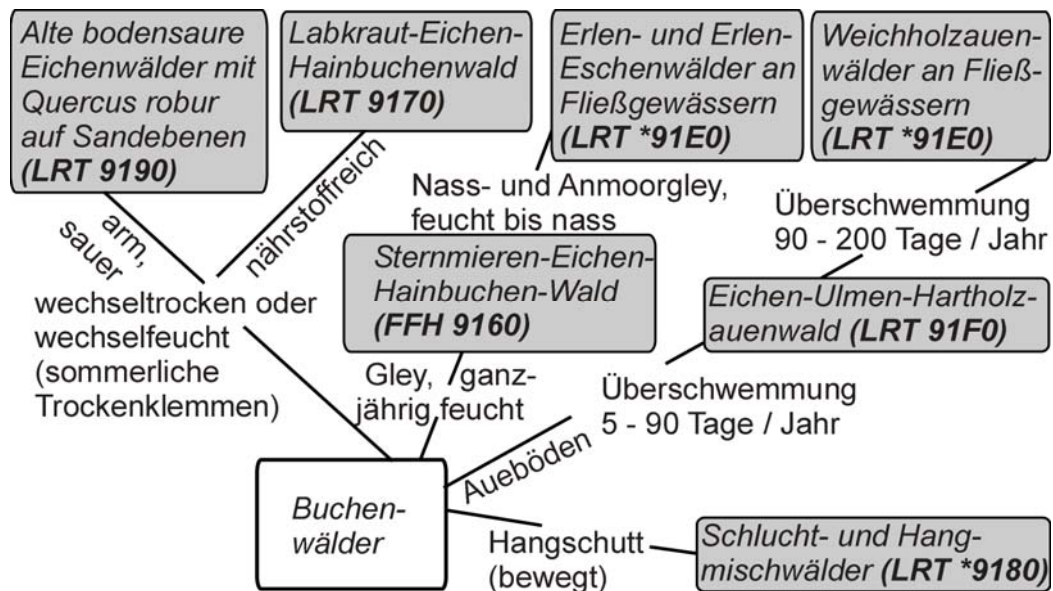 Alte bodensaure
Eichenwälder mit
Quercus robur
auf Sandebenen
(LRT 9190)
Labkraut-Eichen-
Hainbuchenwald
(LRT 9170)
Erlen- und Erlen-
Eschenwälder an
Fließgewässern
(LRT *91E0)
Weichholzauen-
wälder an Fließ-
gewässern
(LRT *91E0)
arm,
sauer
nährstoffreich
Nass- und Anmoorgley,
feucht bis nass
Überschwemmung
90 - 200 Tage / Jahr
wechseltrocken oder
wechselfeucht
(sommerliche
Trockenklemmen)
Sternmieren-Eichen-
Hainbuchen-Wald
(FFH 9160)
Eichen-Ulmen-Hartholz-
auenwald (LRT 91F0)
Gley, ganz-
jährig feucht
Überschwemmung
5 - 90 Tage / Jahr
Aueböden
Buchen-
wälder
Hangschutt
(bewegt)
Schlucht- und Hang-
mischwälder (LRT *9180)